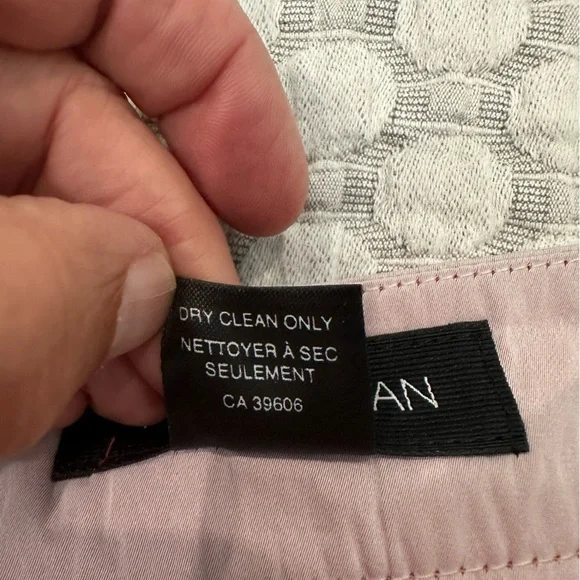 DRY CLEAN ONLY
NETTOYER À SEC
SEULEMENT
CA 39606
AN